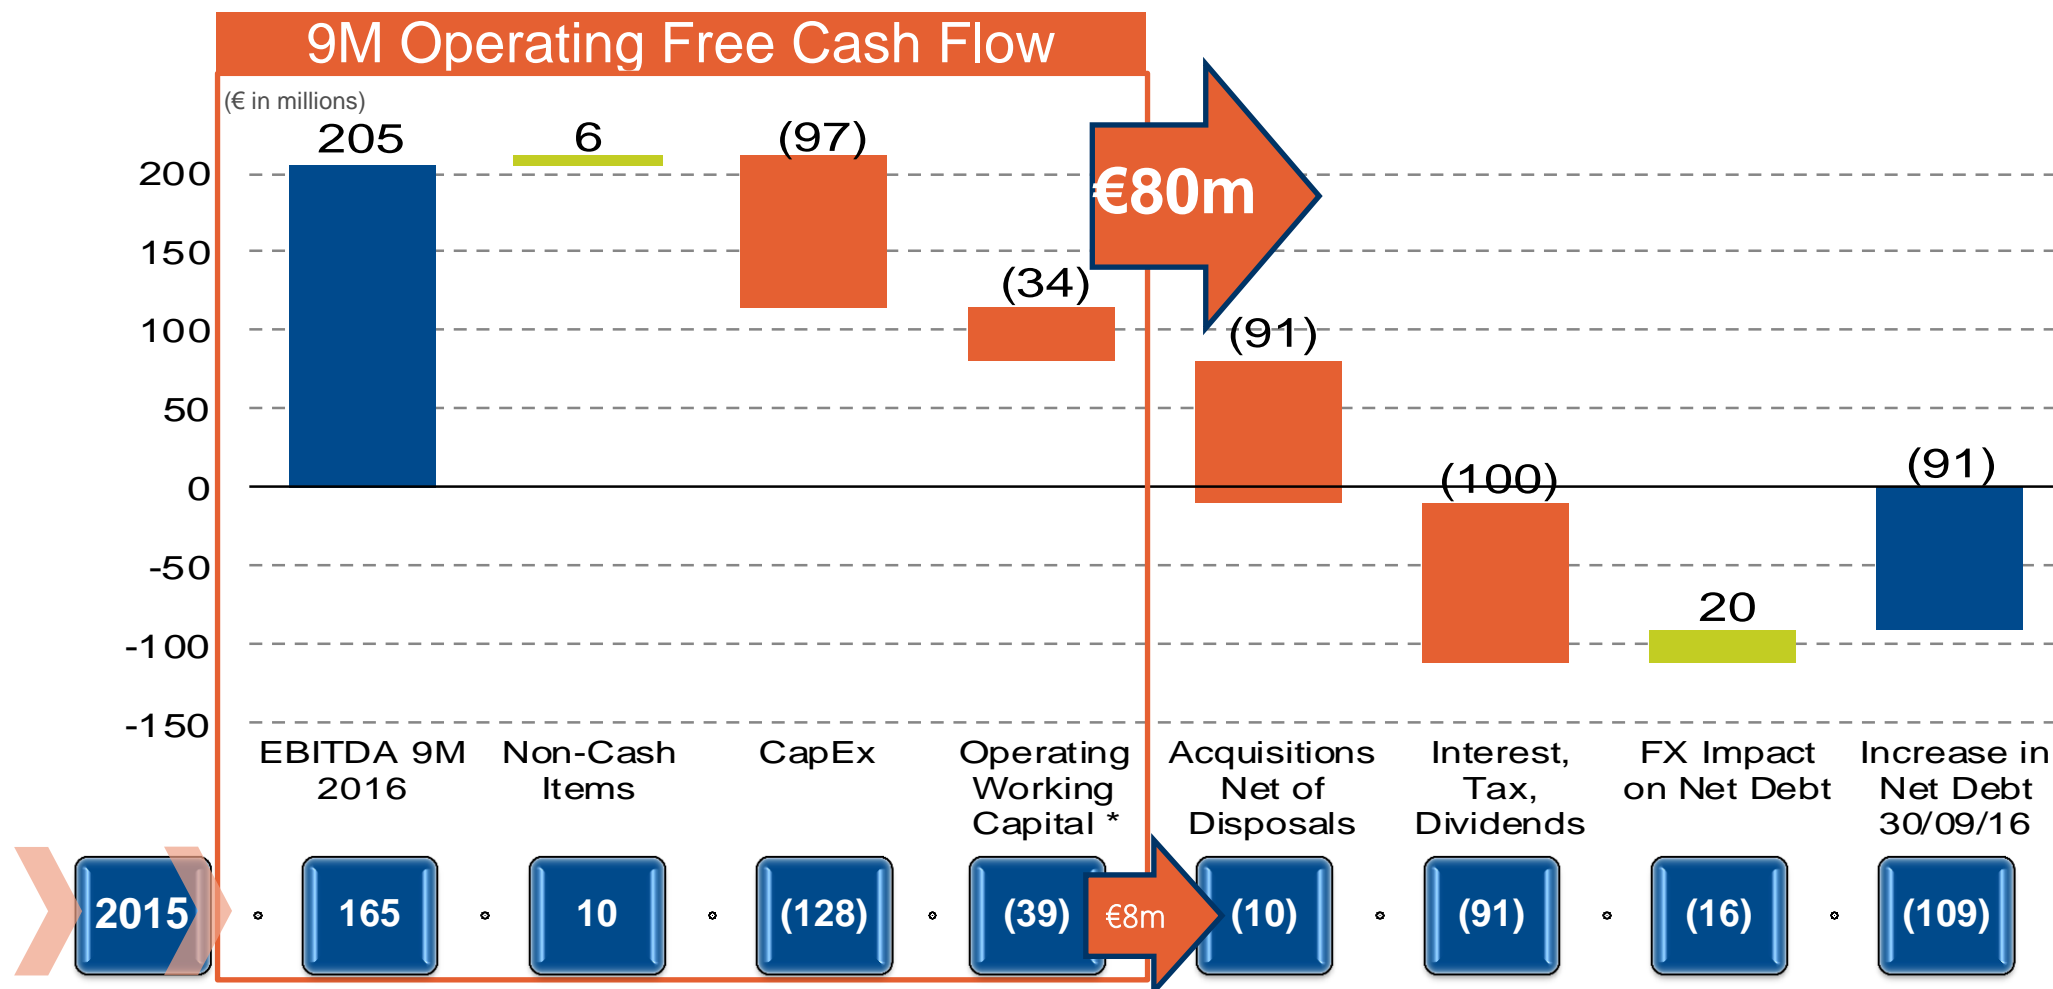 9M Operating Free Cash Flow
(€ in millions)
205
6
(97)
(34)
€80m
(91)
(100)
20
(91)
200
150
100
50
0
-50
-100
-150
EBITDA 9M
2016
Non-Cash
Items
CapEx
Operating
Working
Capital *
Acquisitions
Net of
Disposals
Interest,
Tax,
Dividends
FX Impact
on Net Debt
Increase in
Net Debt
30/09/16
2015
165
10
(128)
(39)
€8m
(10)
(91)
(16)
(109)